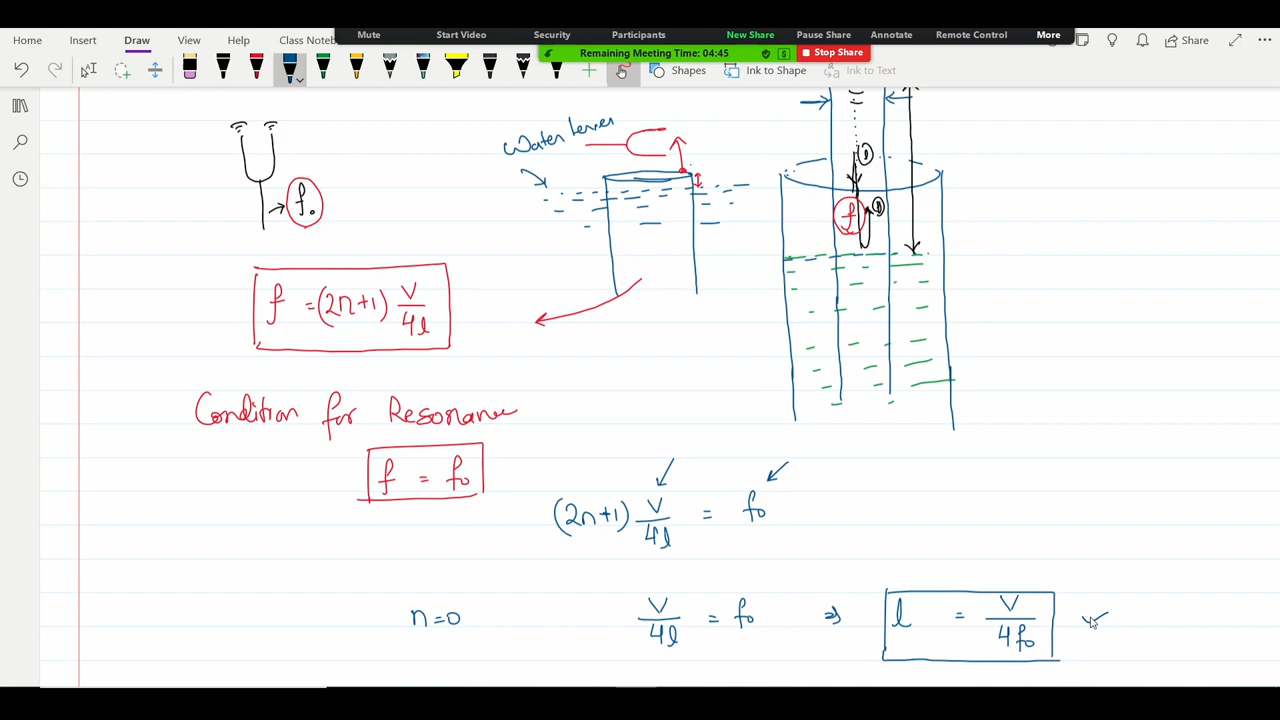 Mute Start Video Security Participants New Share Pause Share Annotate Remote Control More
Home Insert Draw View Help Class Noteb Share
Remaining Meeting Time: 04:45 Stop Share
Shapes Ink to Shape Ink to Text
Water level
f₀
f
f = (2n+1) V/4l
Condition for Resonance
f = f₀
(2n+1) V/4l = f₀
n=0 V/4l = f₀ ⇒ l = V/4f₀